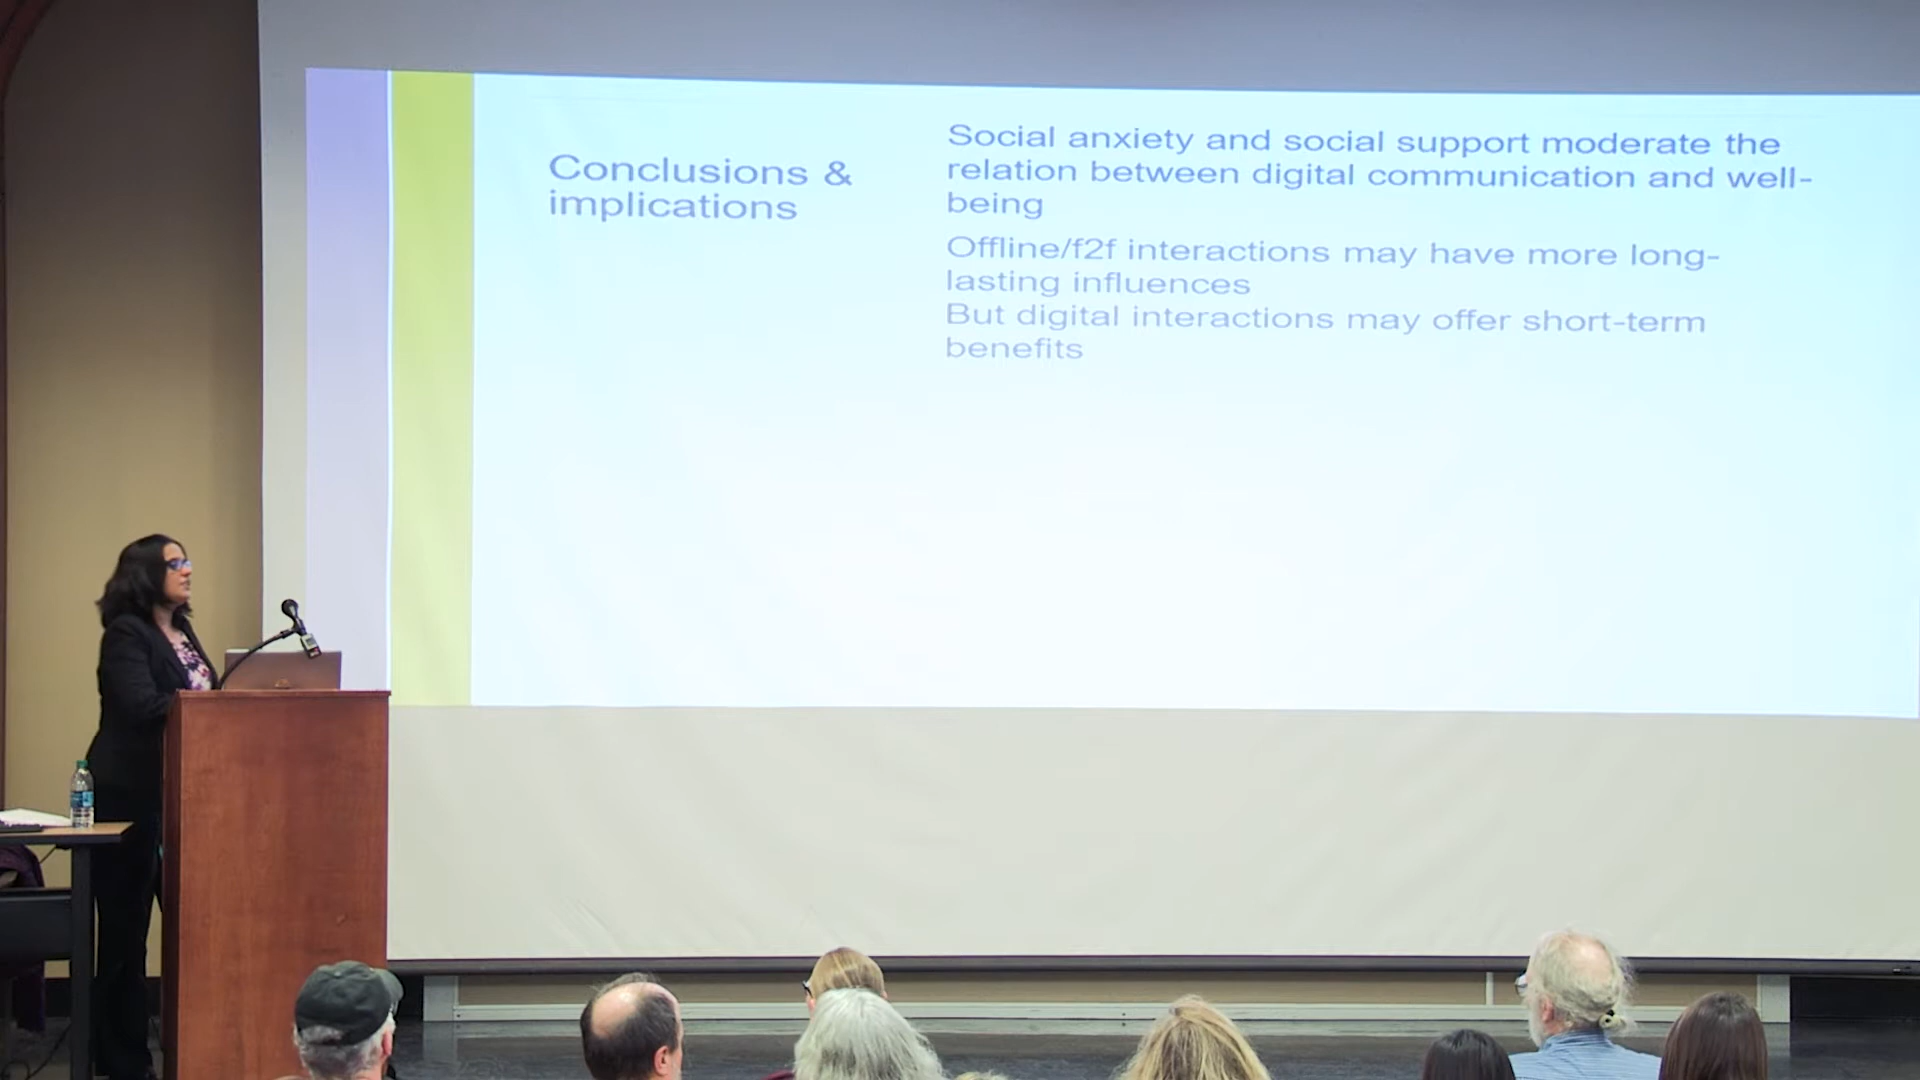 Conclusions &
implications
Social anxiety and social support moderate the
relation between digital communication and well-
being
Offline/f2f interactions may have more long-
lasting influences
But digital interactions may offer short-term
benefits